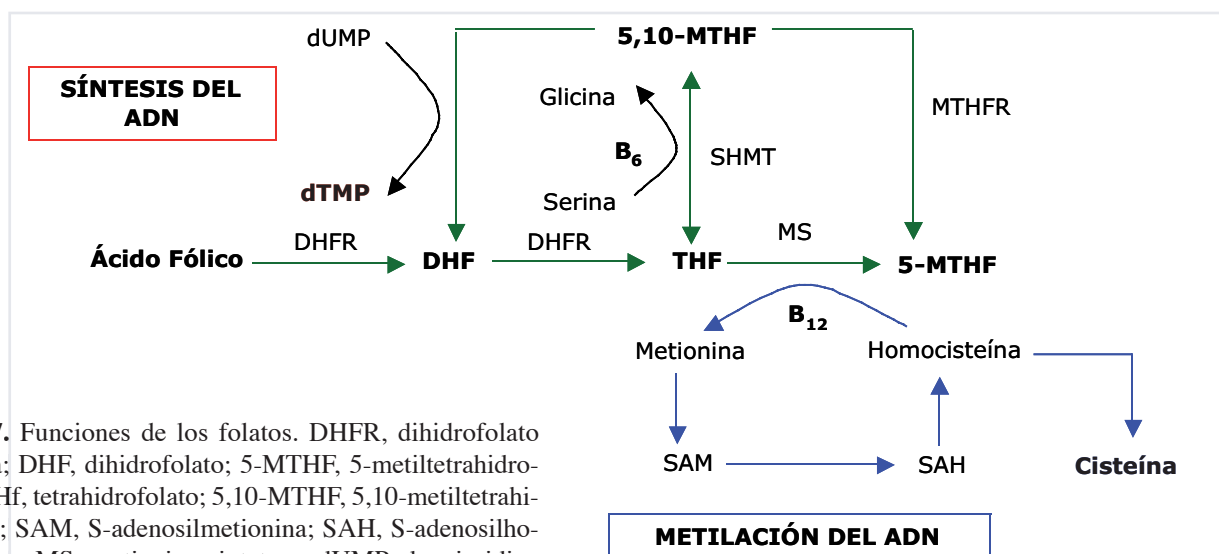 dUMP
5,10-MTHF
SÍNTESIS DEL
ADN
Glicina
MTHFR
B6
SHMT
dTMP
Serina
DHFR
DHFR
MS
Ácido Fólico
DHF
THF
5-MTHF
B12
Metionina
Homocisteína
7. Funciones de los folatos. DHFR, dihidrofolato
; DHF, dihidrofolato; 5-MTHF, 5-metiltetrahidro-
Hf, tetrahidrofolato; 5,10-MTHF, 5,10-metiltetrahi-
; SAM, S-adenosilmetionina; SAH, S-adenosilho-
SAM
SAH
Cisteína
METILACIÓN DEL ADN